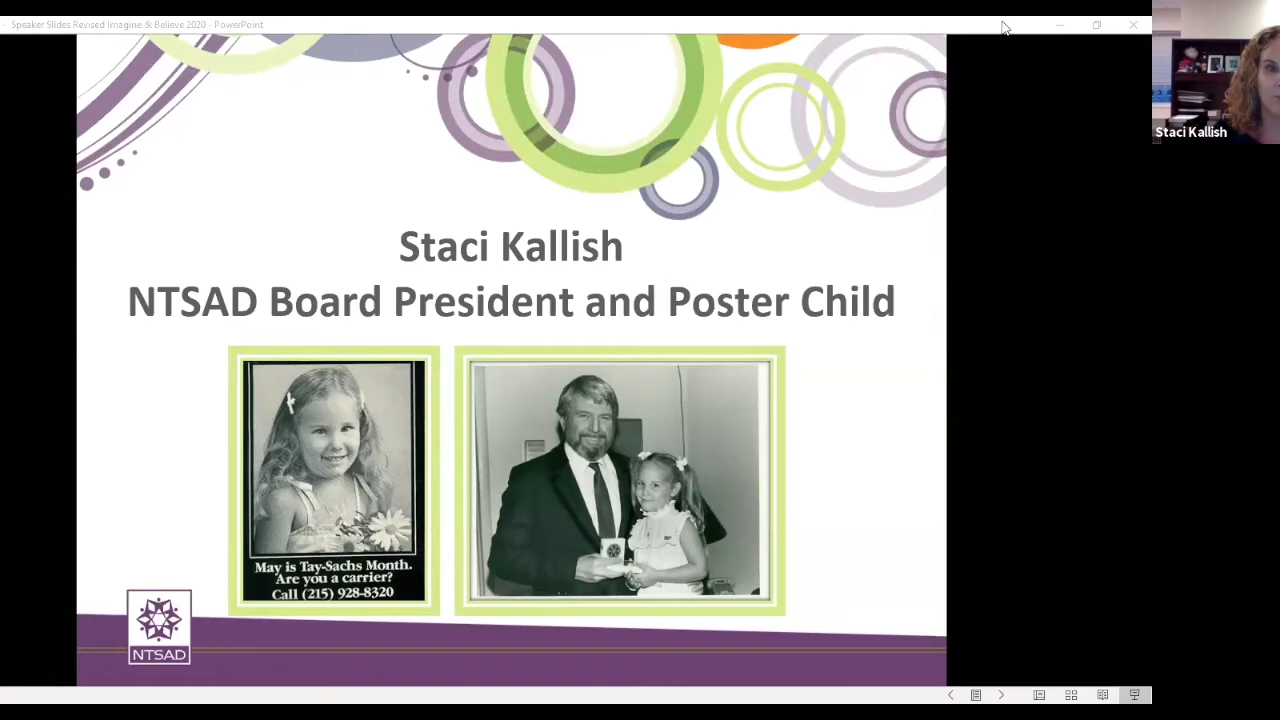 Speaker Slides Revised Imagine & Believe 2020 - PowerPoint
Staci Kallish
Staci Kallish
NTSAD Board President and Poster Child
May is Tay-Sachs Month.
Are you a carrier?
Call (215) 928-8320
NTSAD